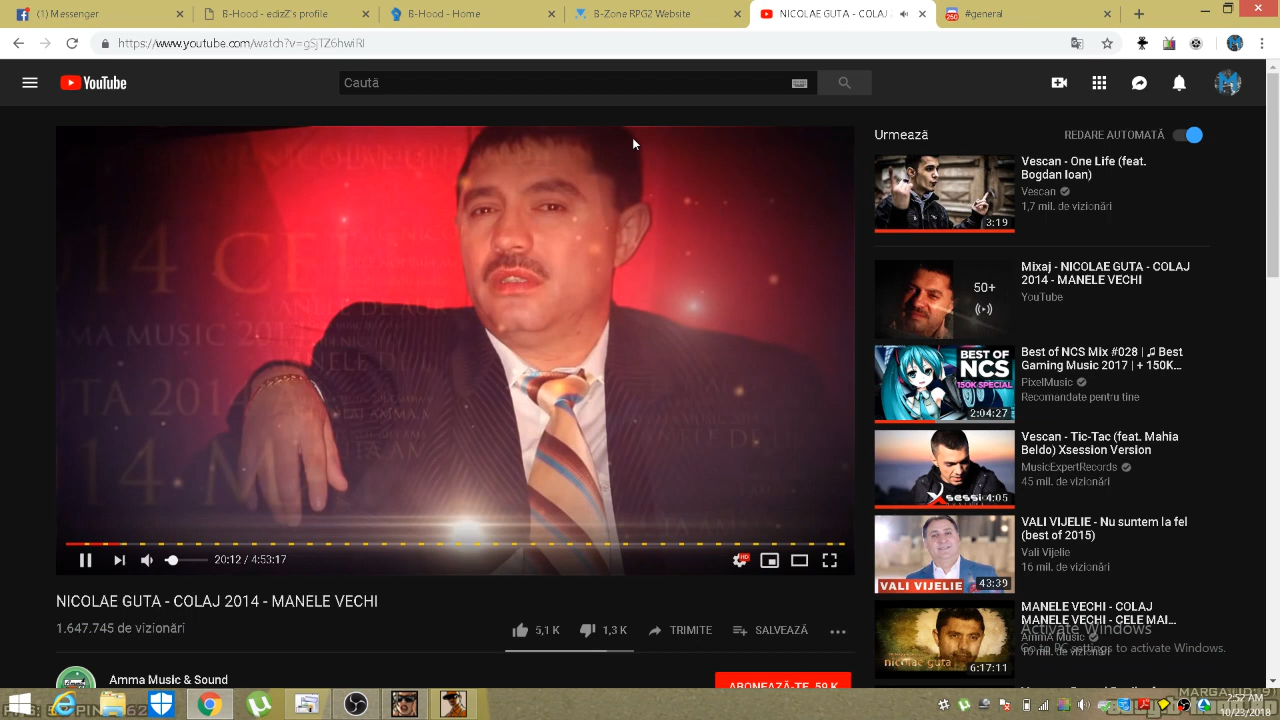 B-Hood - edizZ's profile
B-Hood - Home
B-Zone RPG2 Website
NICOLAE GUTA - COLAJ
250
#general
https://www.youtube.com/watch?v=gSJTZ6hwiRI
YouTube
Caută
Urmează
REDARE AUTOMATĂ
Vescan - One Life (feat.
Bogdan Ioan)
Vescan
1,7 mil. de vizionări
3:19
Mixaj - NICOLAE GUTA - COLAJ
2014 - MANELE VECHI
YouTube
50+
BEST OF
NCS
150K SPECIAL
2:04:27
Best of NCS Mix #028 | ♫ Best
Gaming Music 2017 | + 150K...
PixelMusic
Recomandate pentru tine
Vescan - Tic-Tac (feat. Mahia
Beldo) Xsession Version
MusicExpertRecords
45 mil. de vizionări
4:05
VALI VIJELIE - Nu suntem la fel
(best of 2015)
Vali Vijelie
16 mil. de vizionări
VALI VIJELIE
43:39
MANELE VECHI - COLAJ
MANELE VECHI - CELE MAI...
AmmA Music
nicolae guta
6:17:11
20:12 / 4:53:17
HD
NICOLAE GUTA - COLAJ 2014 - MANELE VECHI
1.647.745 de vizionări
5,1 K
1,3 K
TRIMITE
SALVEAZĂ
Amma Music & Sound
ABONEAZĂ-TE 59 K
Activate Windows
Go to PC settings to activate Windows.
2:57 AM
10/23/2018